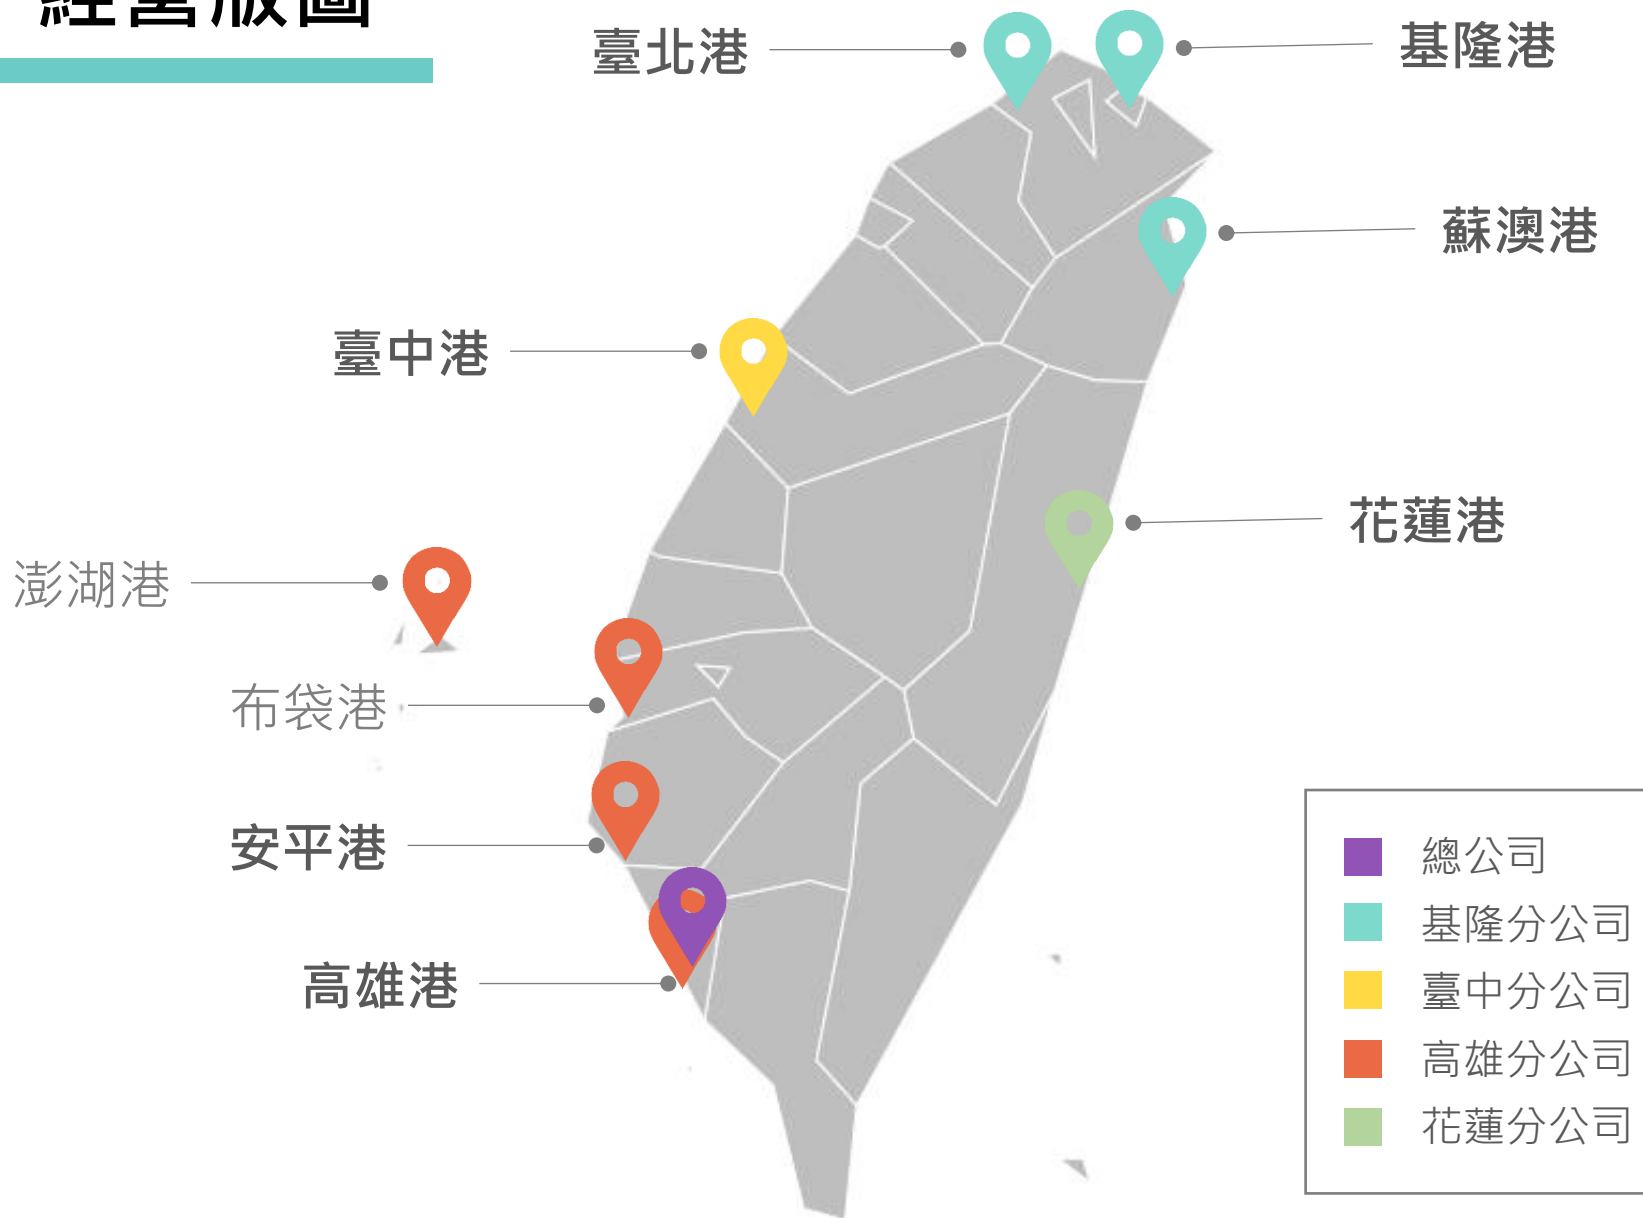 經營版圖
臺北港
基隆港
蘇澳港
臺中港
花蓮港
澎湖港
布袋港
安平港
高雄港
總公司
基隆分公司
臺中分公司
高雄分公司
花蓮分公司